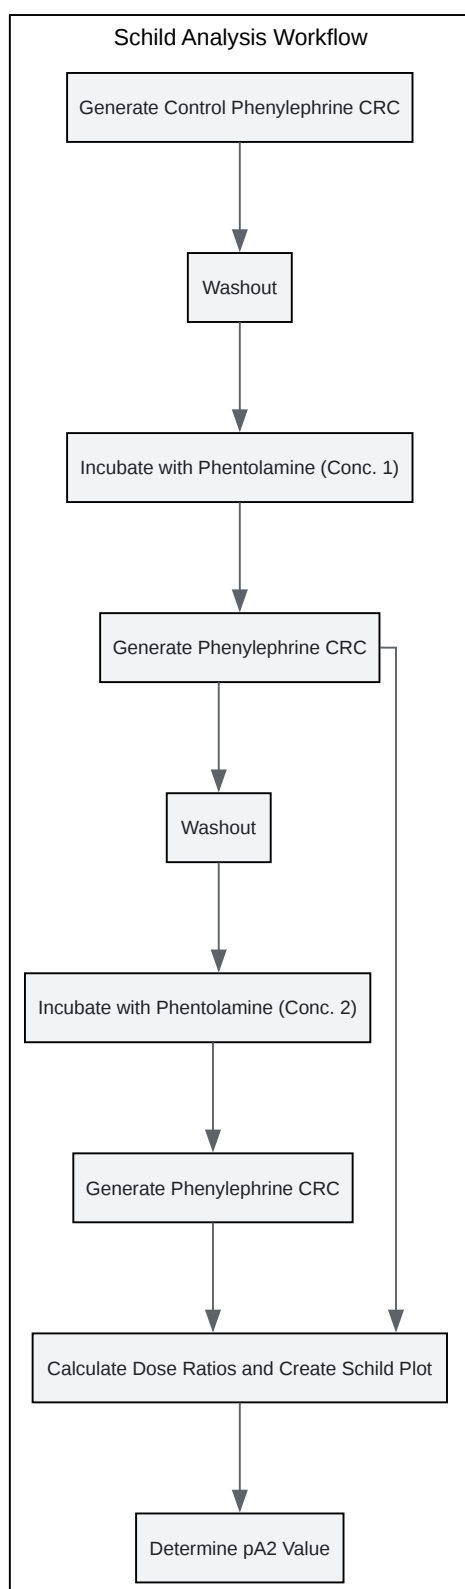 Schild Analysis Workflow
Generate Control Phenylephrine CRC
Washout
Incubate with Phentolamine (Conc. 1)
Generate Phenylephrine CRC
Washout
Incubate with Phentolamine (Conc. 2)
Generate Phenylephrine CRC
Calculate Dose Ratios and Create Schild Plot
Determine pA2 Value